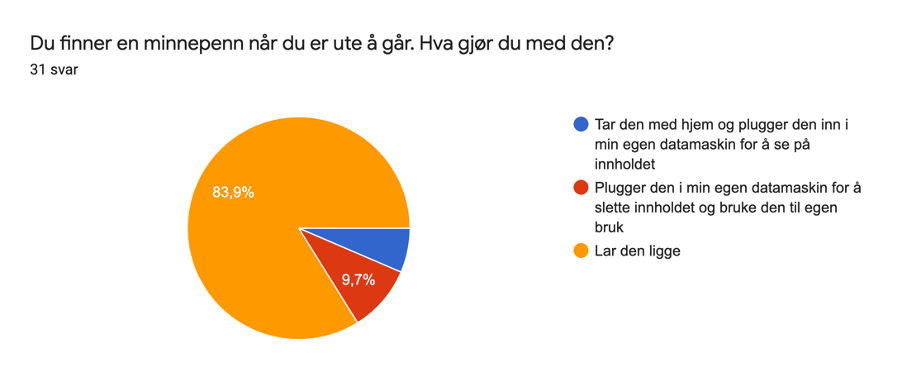 Du finner en minnepenn når du er ute å går. Hva gjør du med den?
31 svar
Tar den med hjem og plugger den inn i
min egen datamaskin for å se på
innholdet
Plugger den i min egen datamaskin for å
slette innholdet og bruke den til egen
bruk
Lar den ligge
83,9%
9,7%